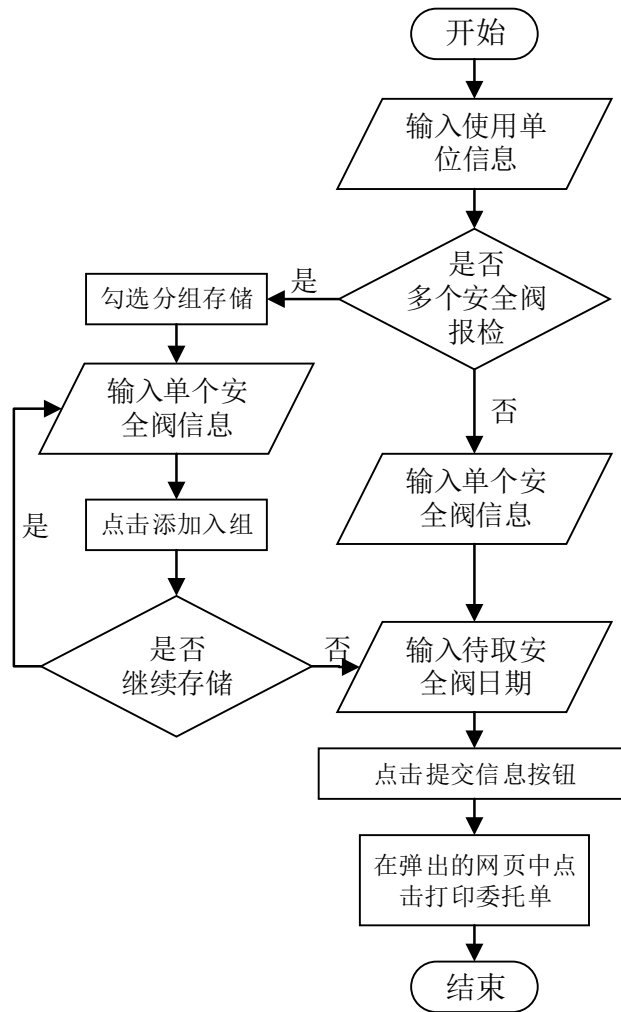 开始
输入使用单
位信息
是否
多个安全阀
报检
是
勾选分组存储
输入单个安
全阀信息
否
输入单个安
全阀信息
点击添加入组
是
是否
继续存储
否
输入待取安
全阀日期
点击提交信息按钮
在弹出的网页中点
击打印委托单
结束